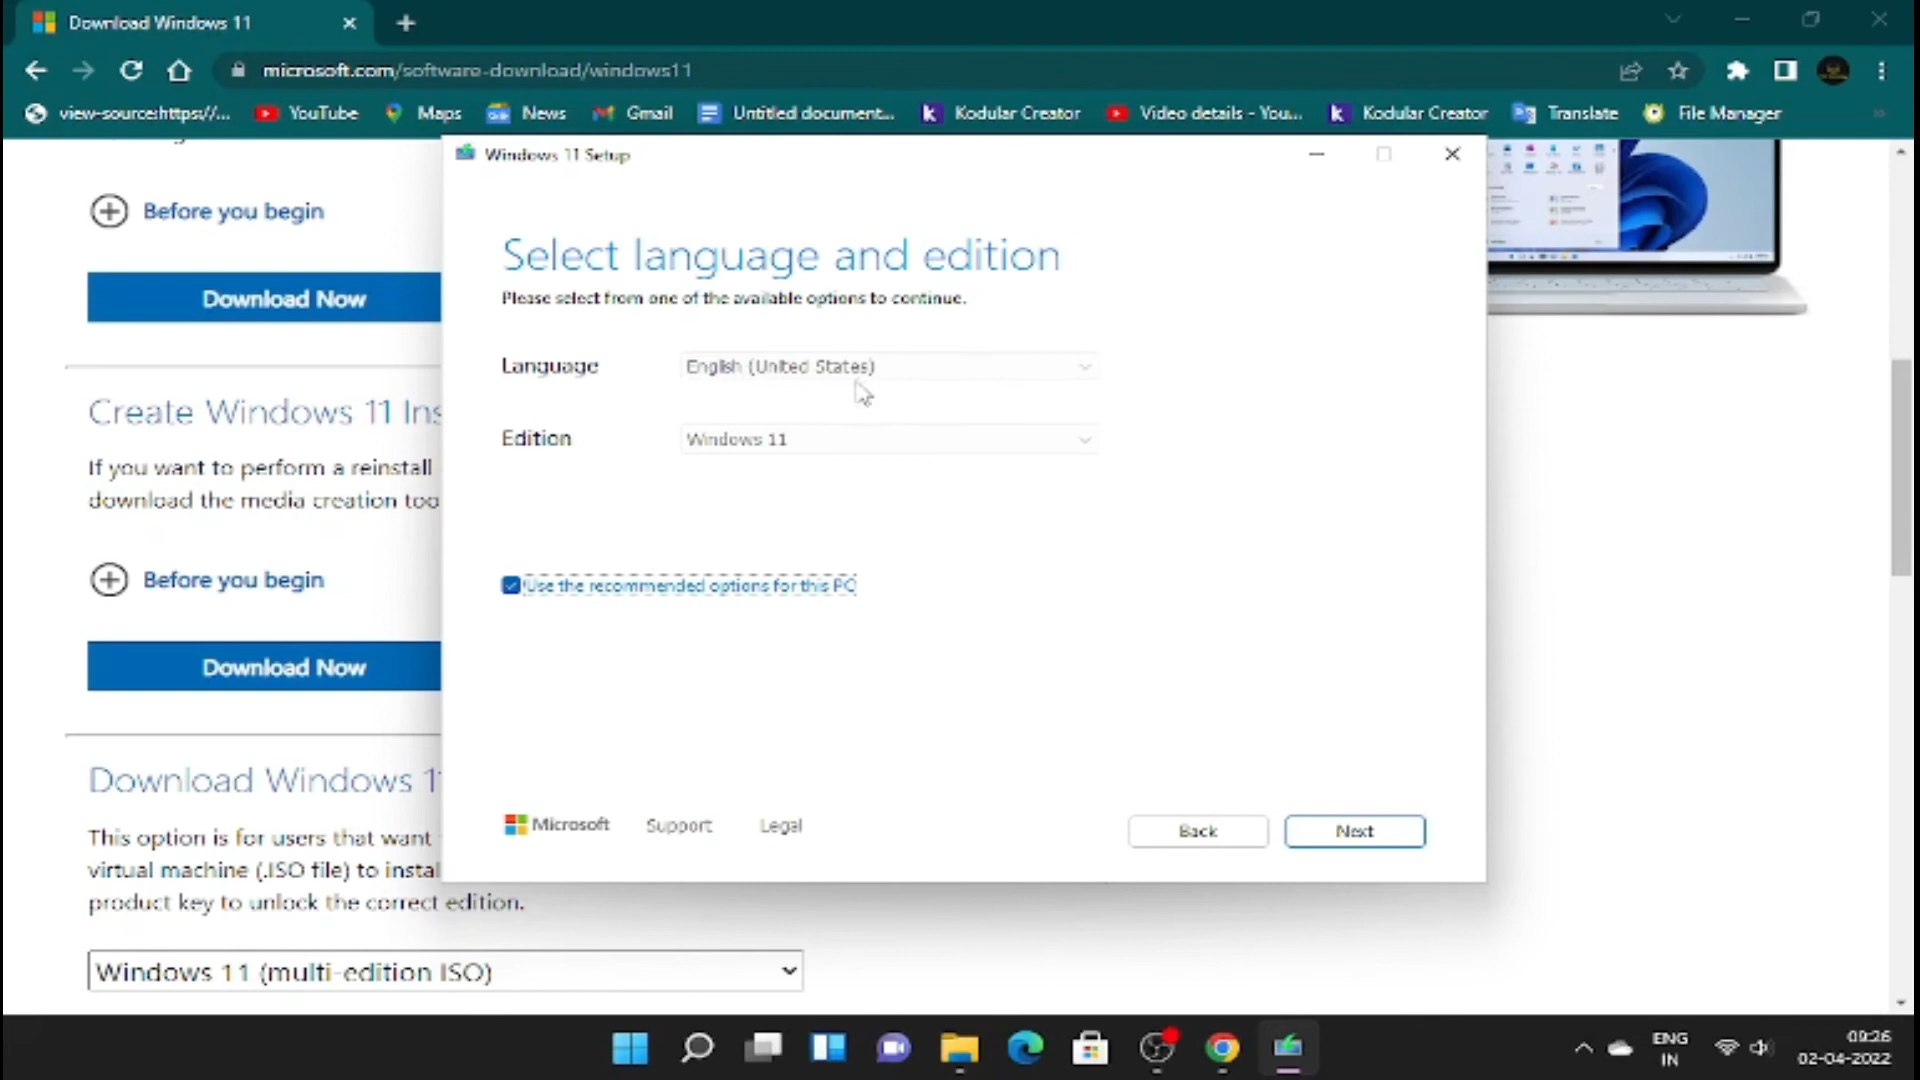 Download Windows 11
microsoft.com/software-download/windows11
view-source:https://...
YouTube
Maps
News
Gmail
Untitled document...
Kodular Creator
Video details - You...
Kodular Creator
Translate
File Manager
Before you begin
Download Now
Create Windows 11 Ins
If you want to perform a reinstall
download the media creation too
Before you begin
Download Now
Download Windows 11
This option is for users that want
virtual machine (.ISO file) to instal
product key to unlock the correct edition.
Windows 11 (multi-edition ISO)
Windows 11 Setup
Select language and edition
Please select from one of the available options to continue.
Language
English (United States)
Edition
Windows 11
Use the recommended options for this PC
Microsoft
Support
Legal
Back
Next
ENG
IN
09:26
02-04-2022